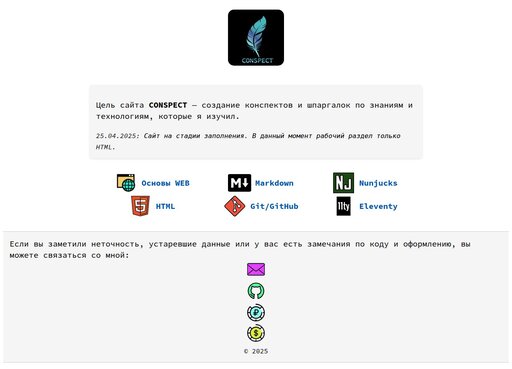 CONSPECT
Цель сайта CONSPECT — создание конспектов и шпаргалок по знаниям и
технологиям, которые я изучил.
25.04.2025: Сайт на стадии заполнения. В данный момент рабочий раздел только
HTML.
Основы WEB
M Markdown
NJ Nunjucks
5 HTML
Git/GitHub
11ty Eleventy
Если вы заметили неточность, устаревшие данные или у вас есть замечания по коду и оформлению, вы
можете связаться со мной:
₽
$
© 2025